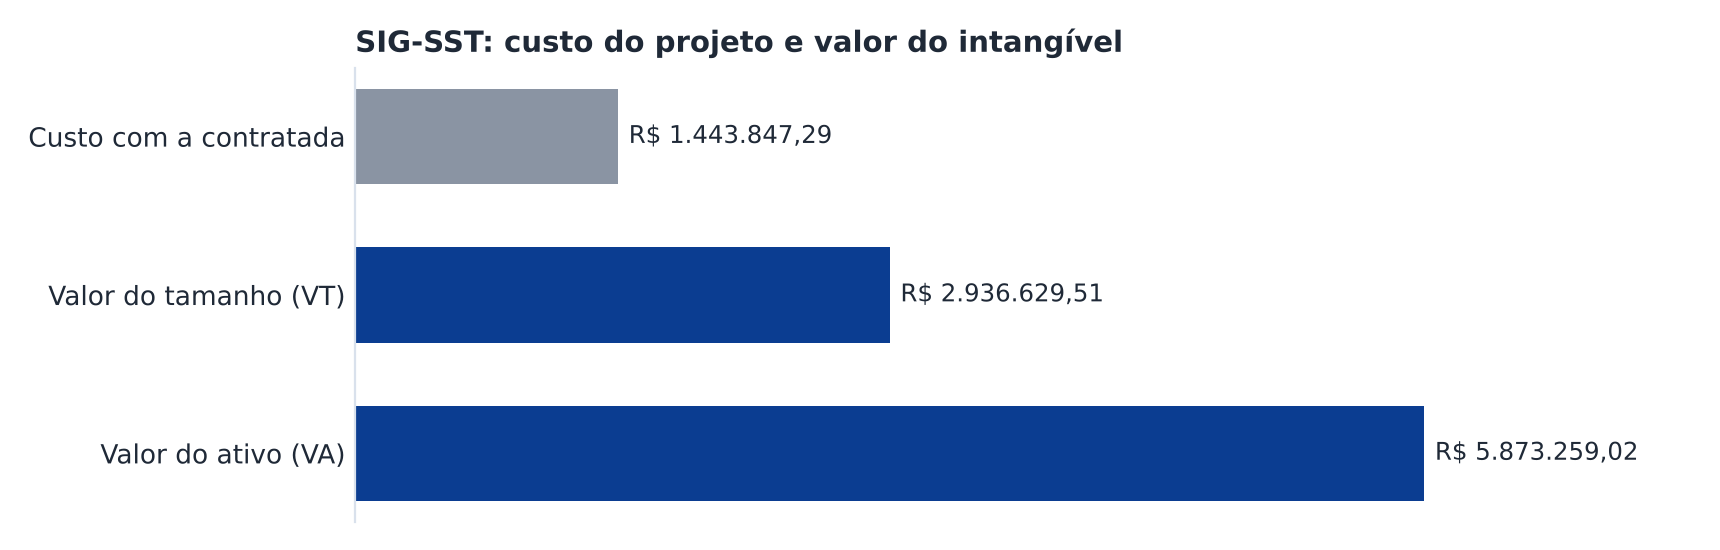 SIG-SST: custo do projeto e valor do intangível
Custo com a contratada
R$ 1.443.847,29
Valor do tamanho (VT)
R$ 2.936.629,51
Valor do ativo (VA)
R$ 5.873.259,02